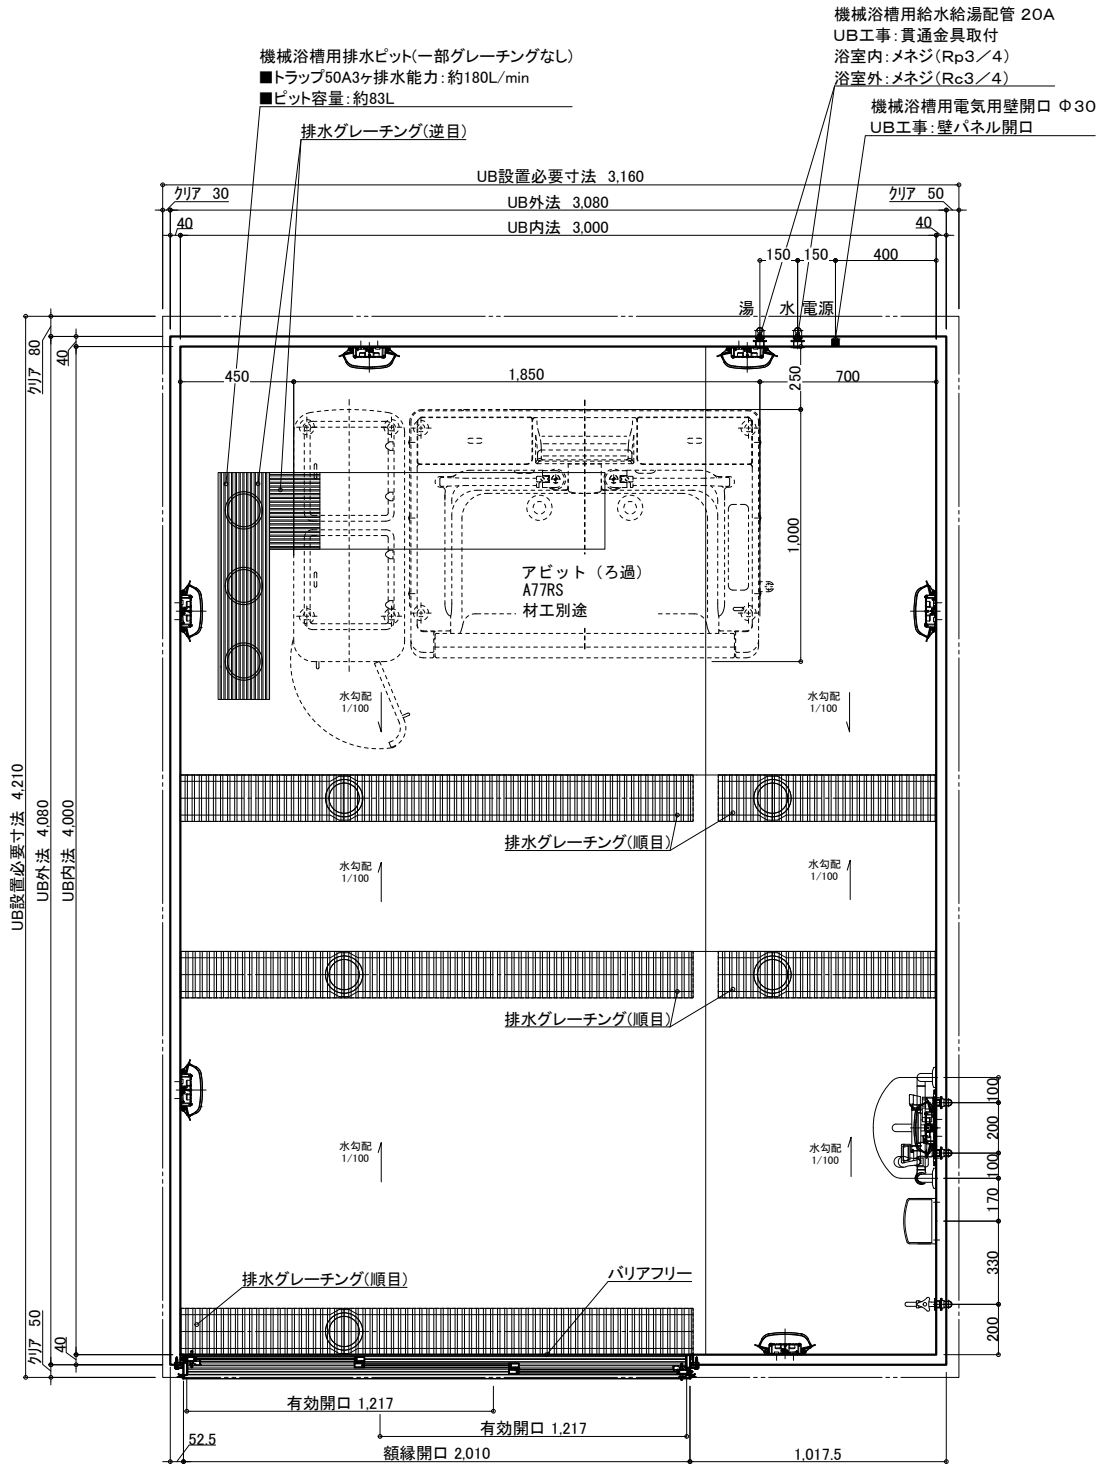 機械浴槽用給水給湯配管 20A
UB工事：貫通金具取付
浴室内：メネジ(Rp3／4)
浴室外：メネジ(Rc3／4)
機械浴槽用排水ピット(一部グレーチングなし)
■トラップ50A3ヶ排水能力：約180L/min
■ピット容量：約83L
機械浴槽用電気用壁開口 Φ30
UB工事：壁パネル開口
排水グレーチング(逆目)
UB設置必要寸法 3,160
クリア 30
UB外法 3,080
クリア 50
40
UB内法 3,000
40
150
150
400
湯
水
電源
クリア 80
40
450
1,850
250
700
1,000
アビット（ろ過）
A77RS
材工別途
水勾配
1/100
水勾配
1/100
UB設置必要寸法 4,210
UB外法 4,080
UB内法 4,000
排水グレーチング(順目)
水勾配
1/100
水勾配
1/100
排水グレーチング(順目)
100
200
100
170
330
200
水勾配
1/100
水勾配
1/100
排水グレーチング(順目)
バリアフリー
クリア 50
40
有効開口 1,217
有効開口 1,217
52.5
額縁開口 2,010
1,017.5